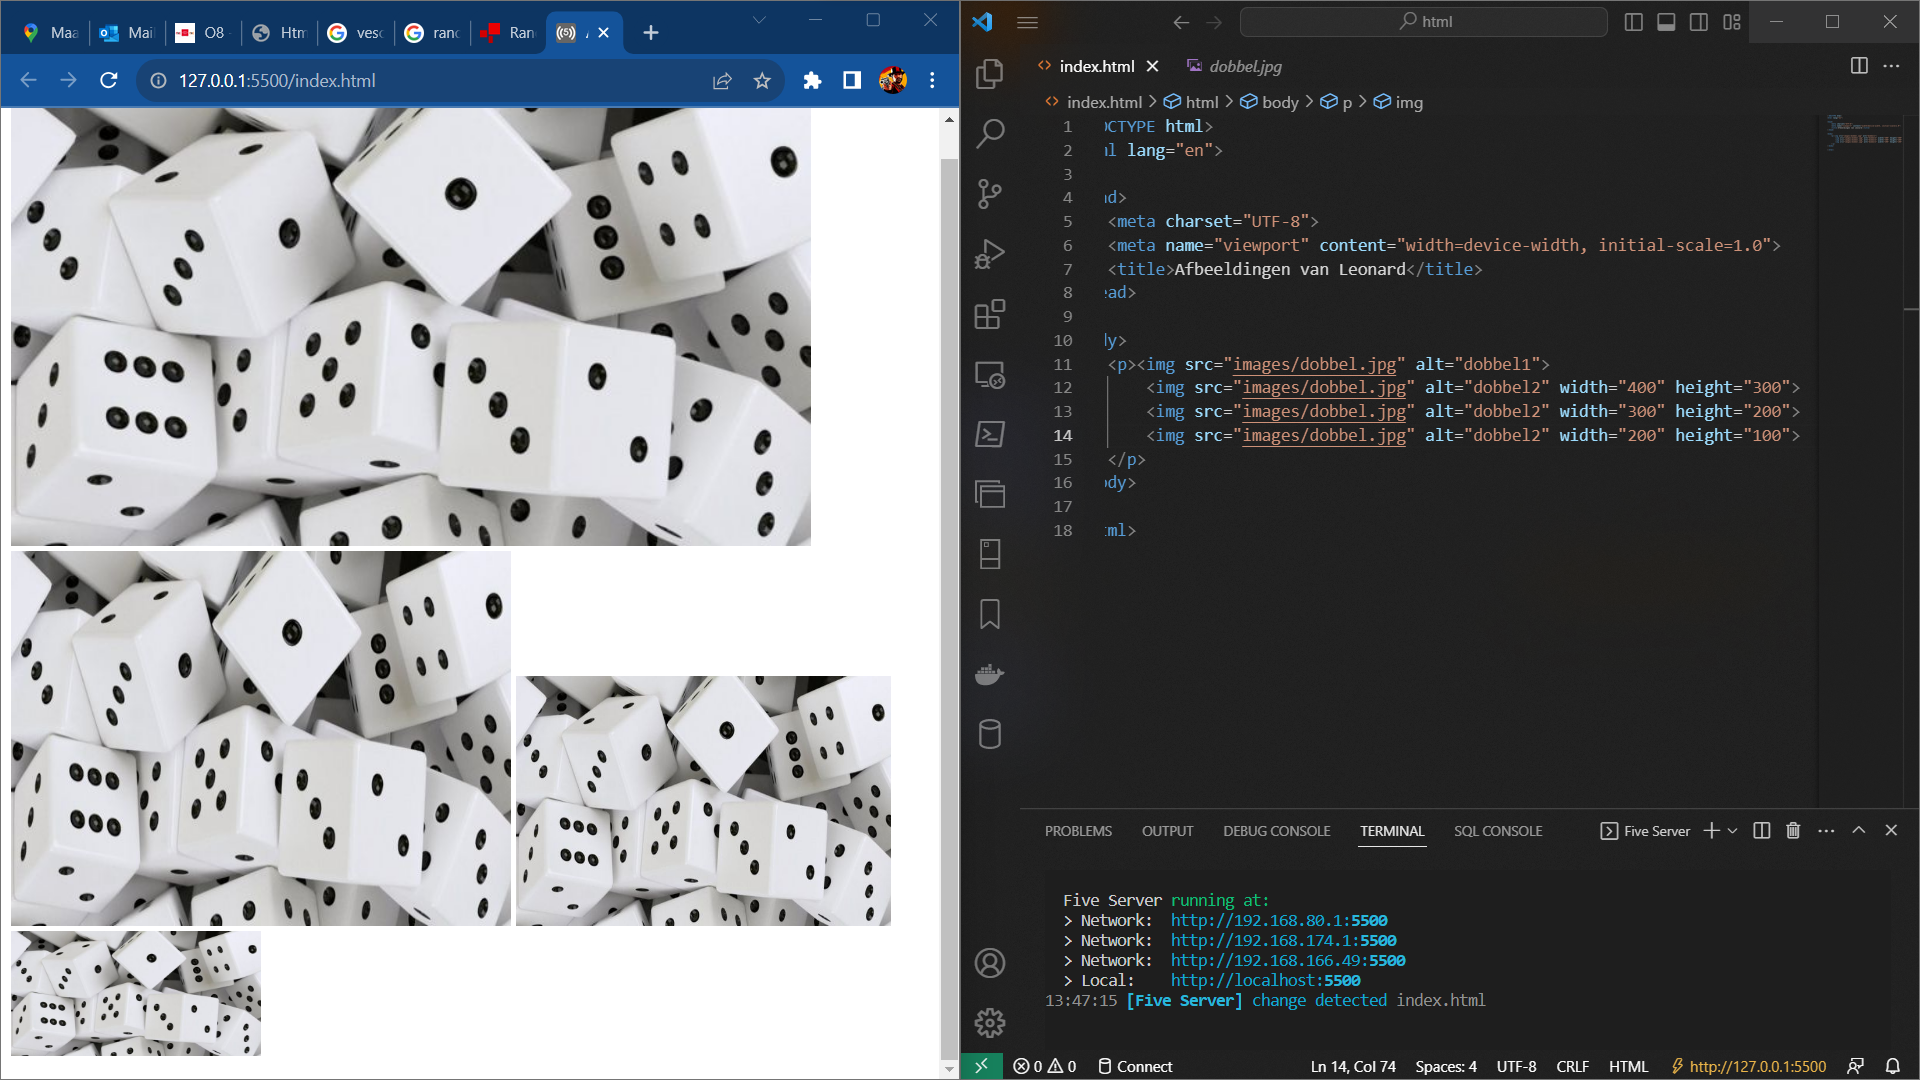 Maa
Mai
O8
Htm
vesc
ranc
Ran
127.0.0.1:5500/index.html
html
index.html
dobbel.jpg
index.html > html > body > p > img
1 OCTYPE html>
2 ml lang="en">
3
4 ad>
5 <meta charset="UTF-8">
6 <meta name="viewport" content="width=device-width, initial-scale=1.0">
7 <title>Afbeeldingen van Leonard</title>
8 ead>
9
10 dy>
11 <p><img src="images/dobbel.jpg" alt="dobbel1">
12 <img src="images/dobbel.jpg" alt="dobbel2" width="400" height="300">
13 <img src="images/dobbel.jpg" alt="dobbel2" width="300" height="200">
14 <img src="images/dobbel.jpg" alt="dobbel2" width="200" height="100">
15 </p>
16 ody>
17
18 tml>
PROBLEMS OUTPUT DEBUG CONSOLE TERMINAL SQL CONSOLE Five Server
Five Server running at:
> Network: http://192.168.80.1:5500
> Network: http://192.168.174.1:5500
> Network: http://192.168.166.49:5500
> Local: http://localhost:5500
13:47:15 [Five Server] change detected index.html
0 0 Connect Ln 14, Col 74 Spaces: 4 UTF-8 CRLF HTML http://127.0.0.1:5500